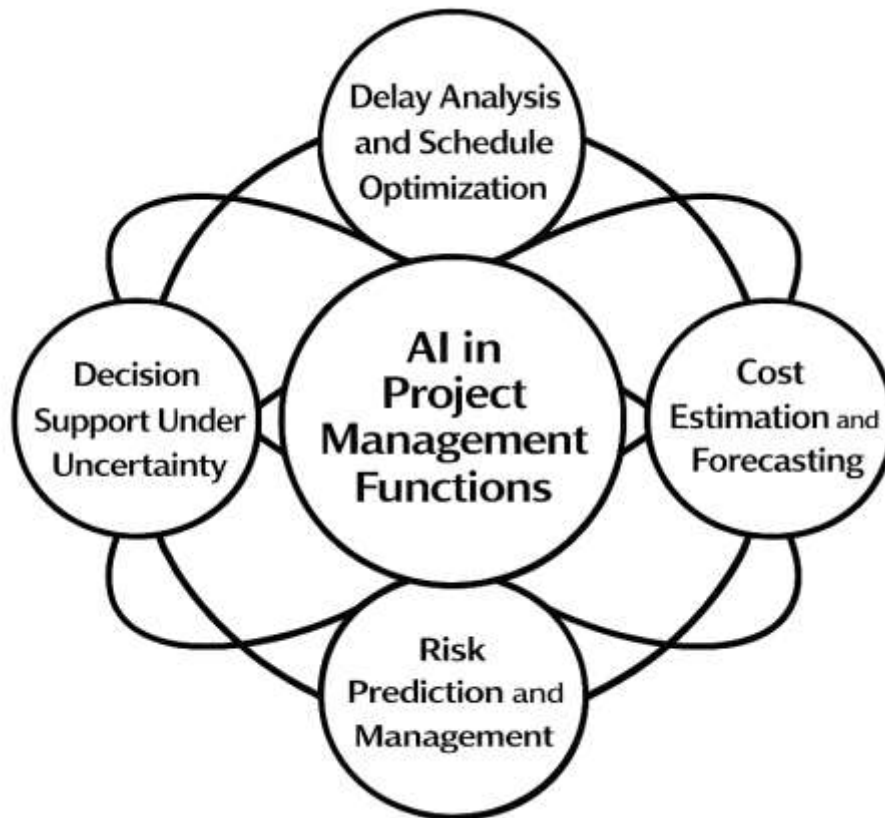 Delay Analysis
and Schedule
Optimization
Decision
Support Under
Uncertainty
AI in
Project
Management
Functions
Cost
Estimation and
Forecasting
Risk
Prediction and
Management